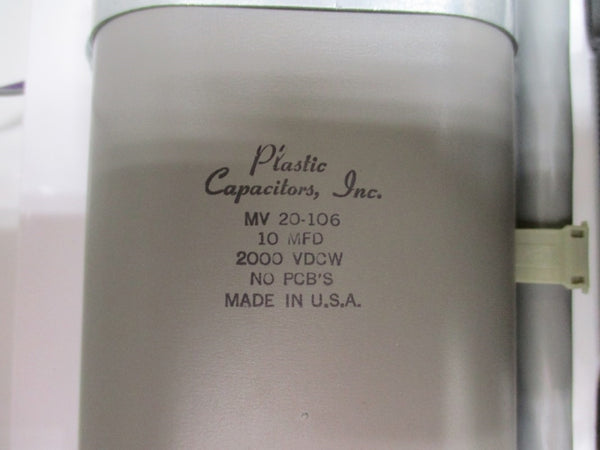 Plastic
Capacitors, Inc.
MV 20-106
10 MFD
2000 VDCW
NO PCB'S
MADE IN U.S.A.